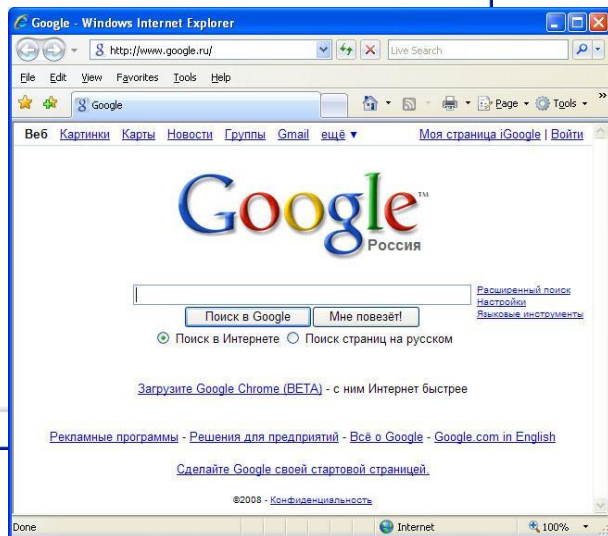 Google - Windows Internet Explorer
http://www.google.ru/ Live Search
File Edit View Favorites Tools Help
Google Page Tools »
Веб Картинки Карты Новости Группы Gmail ещё ▼ Моя страница iGoogle | Войти
Google™
Россия
Расширенный поиск
Настройки
Языковые инструменты
Поиск в Google Мне повезёт!
Поиск в Интернете Поиск страниц на русском
Загрузите Google Chrome (BETA) - с ним Интернет быстрее
Рекламные программы - Решения для предприятий - Всё о Google - Google.com in English
Сделайте Google своей стартовой страницей.
©2008 - Конфиденциальность
Done Internet 100%